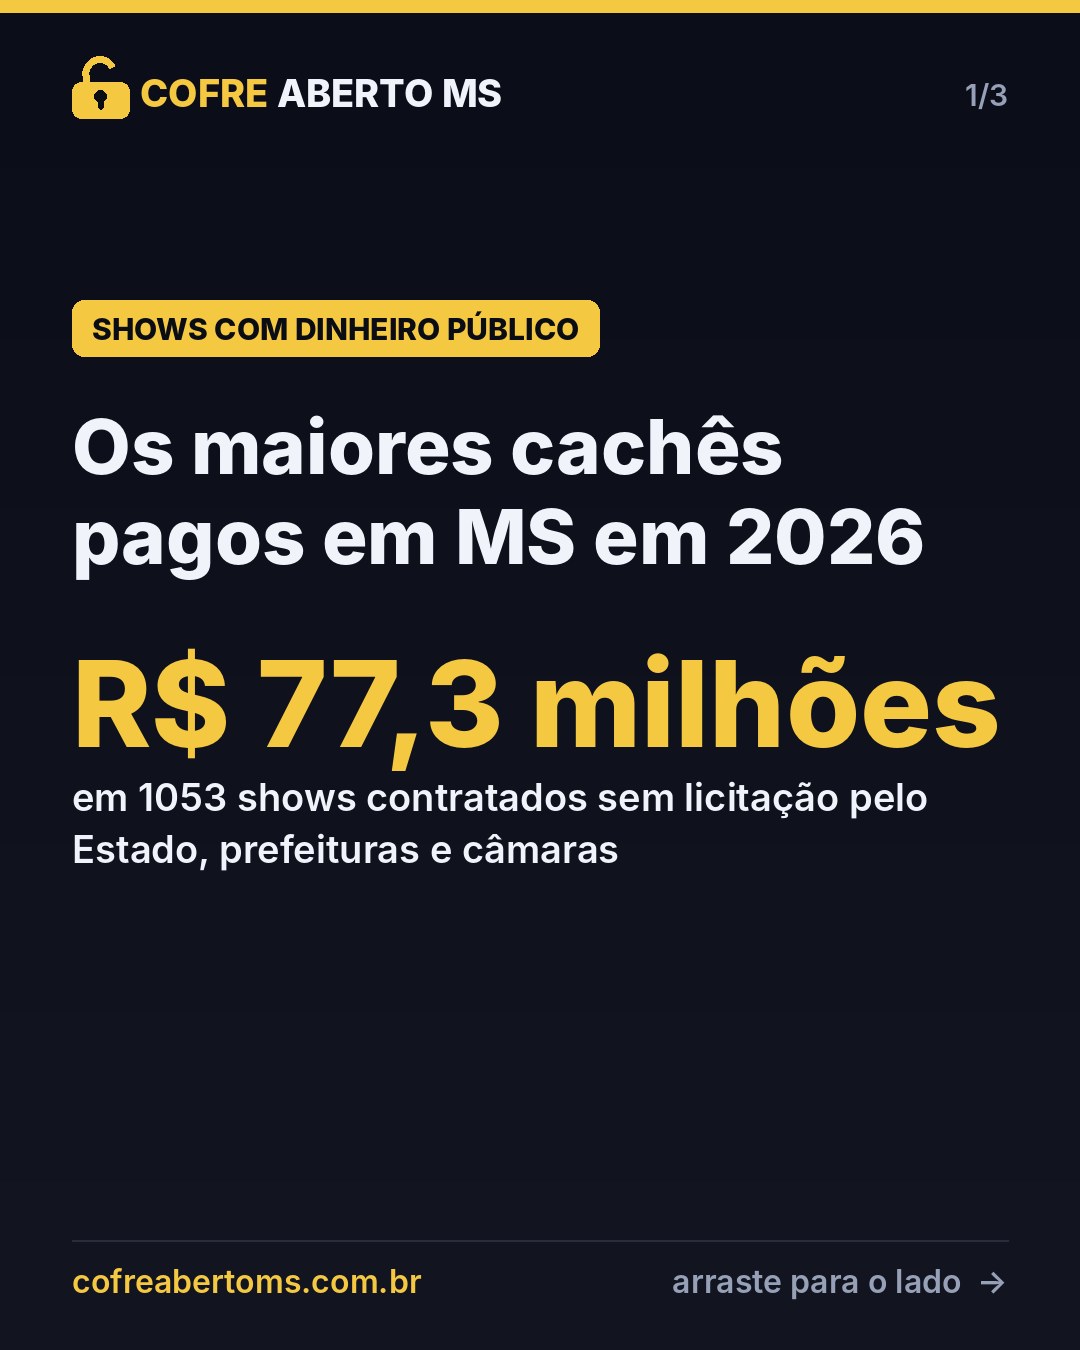 COFRE ABERTO MS
1/3
SHOWS COM DINHEIRO PÚBLICO
Os maiores cachês
pagos em MS em 2026
R$ 77,3 milhões
em 1053 shows contratados sem licitação pelo
Estado, prefeituras e câmaras
cofreabertoms.com.br
arraste para o lado →